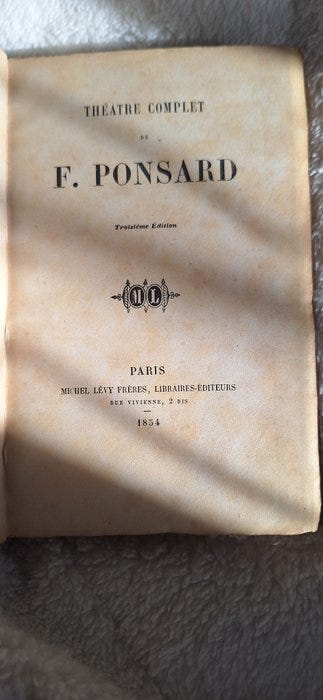 THÉATRE COMPLET
DE
F. PONSARD
Troisième Édition
ML
PARIS
MICHEL LÉVY FRÈRES, LIBRAIRES-ÉDITEURS
RUE VIVIENNE, 2 BIS
1854